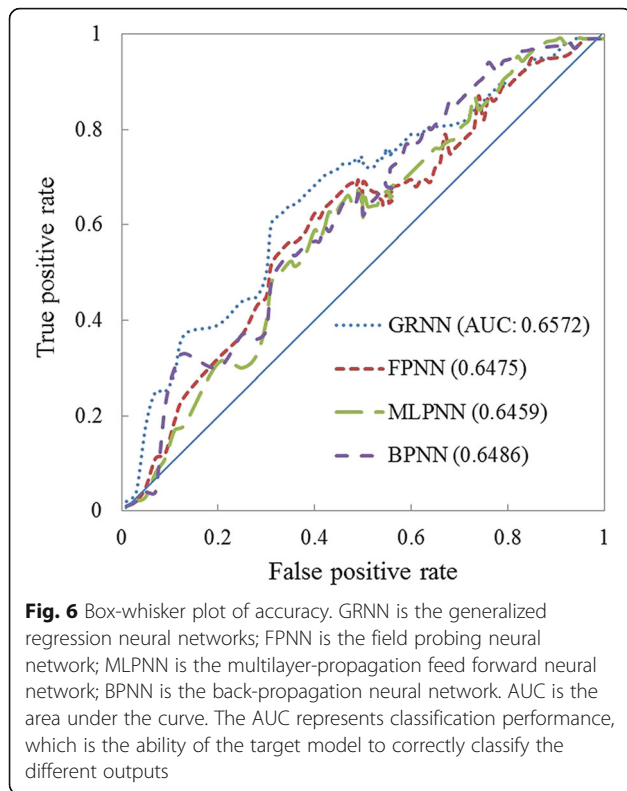 1
0.8
0.6
0.4
0.2
0
0 0.2 0.4 0.6 0.8 1
True positive rate
False positive rate
GRNN (AUC: 0.6572)
FPNN (0.6475)
MLPNN (0.6459)
BPNN (0.6486)
Fig. 6 Box-whisker plot of accuracy. GRNN is the generalized
regression neural networks; FPNN is the field probing neural
network; MLPNN is the multilayer-propagation feed forward neural
network; BPNN is the back-propagation neural network. AUC is the
area under the curve. The AUC represents classification performance,
which is the ability of the target model to correctly classify the
different outputs